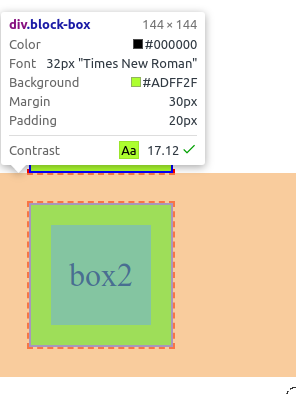 div.block-box 144 × 144
Color #000000
Font 32px "Times New Roman"
Background #ADFF2F
Margin 30px
Padding 20px
Contrast Aa 17.12
box2